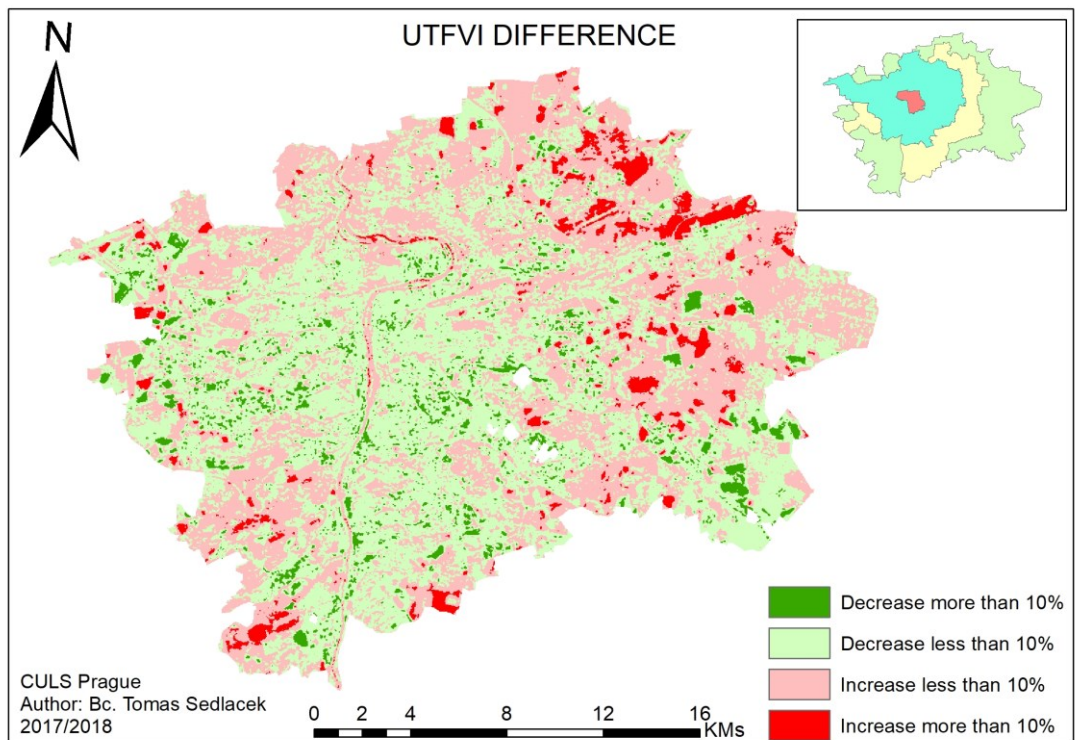 N
UTFVI DIFFERENCE
Decrease more than 10%
Decrease less than 10%
Increase less than 10%
Increase more than 10%
CULS Prague
Author: Bc. Tomas Sedlacek
2017/2018
0 2 4 8 12 16
KMs